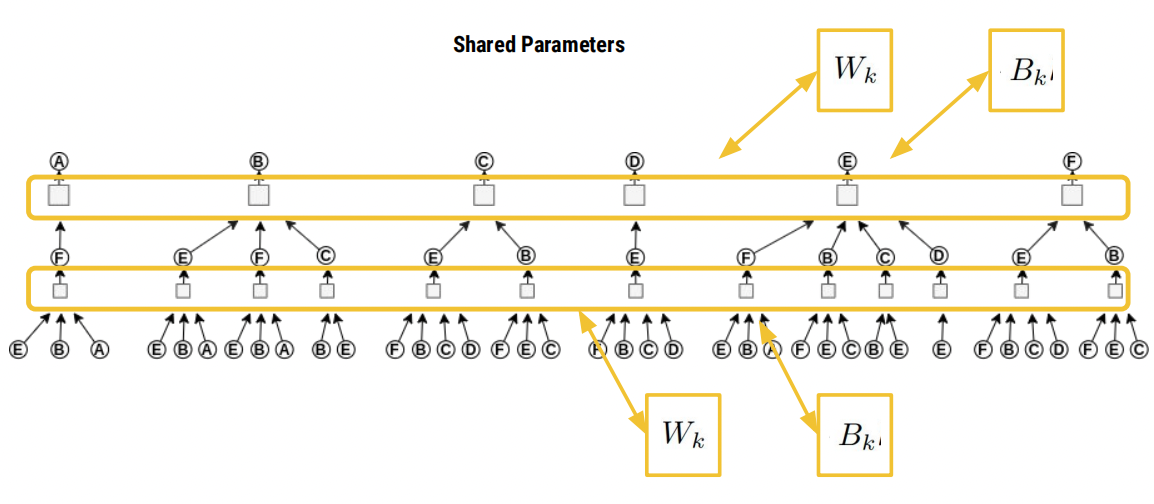 Shared Parameters
W_k B_k
A B C D E F
F E F C E B E F B C D E B
E B A E B A E B A B E F B C D F E C F B C D E B A F E C B E E F B C D F E C
W_k B_k